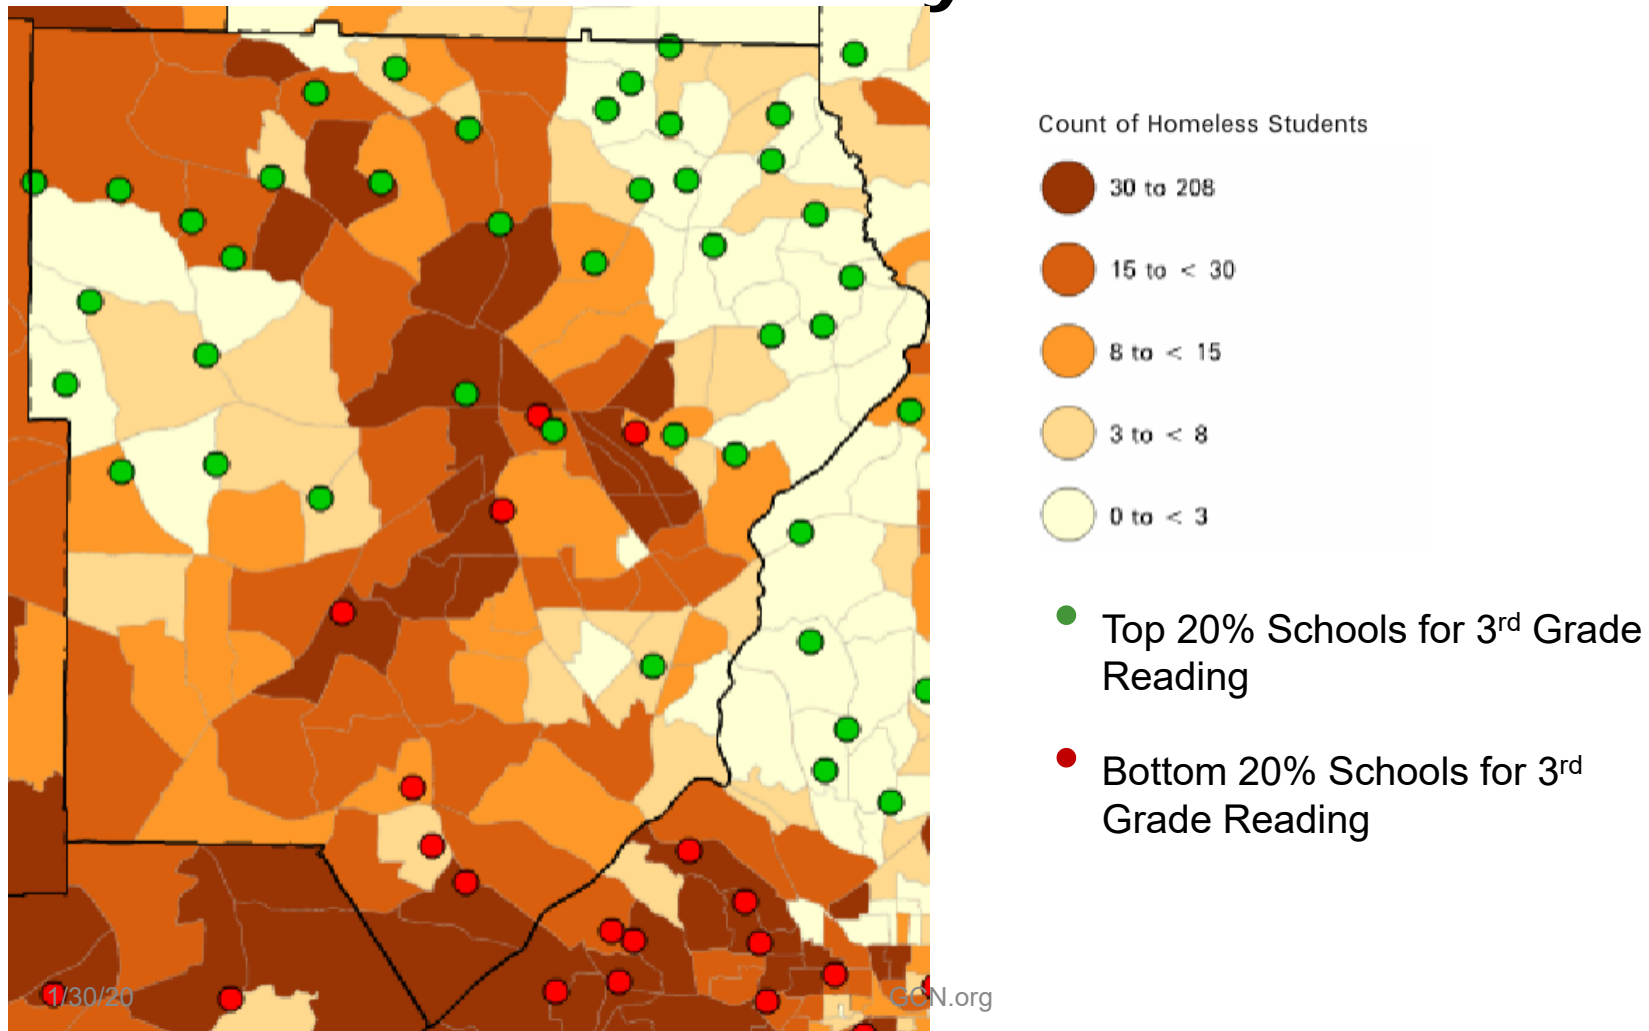 Count of Homeless Students
30 to 208
15 to < 30
8 to < 15
3 to < 8
0 to < 3
Top 20% Schools for 3rd Grade
Reading
Bottom 20% Schools for 3rd
Grade Reading
1/30/20
GCN.org